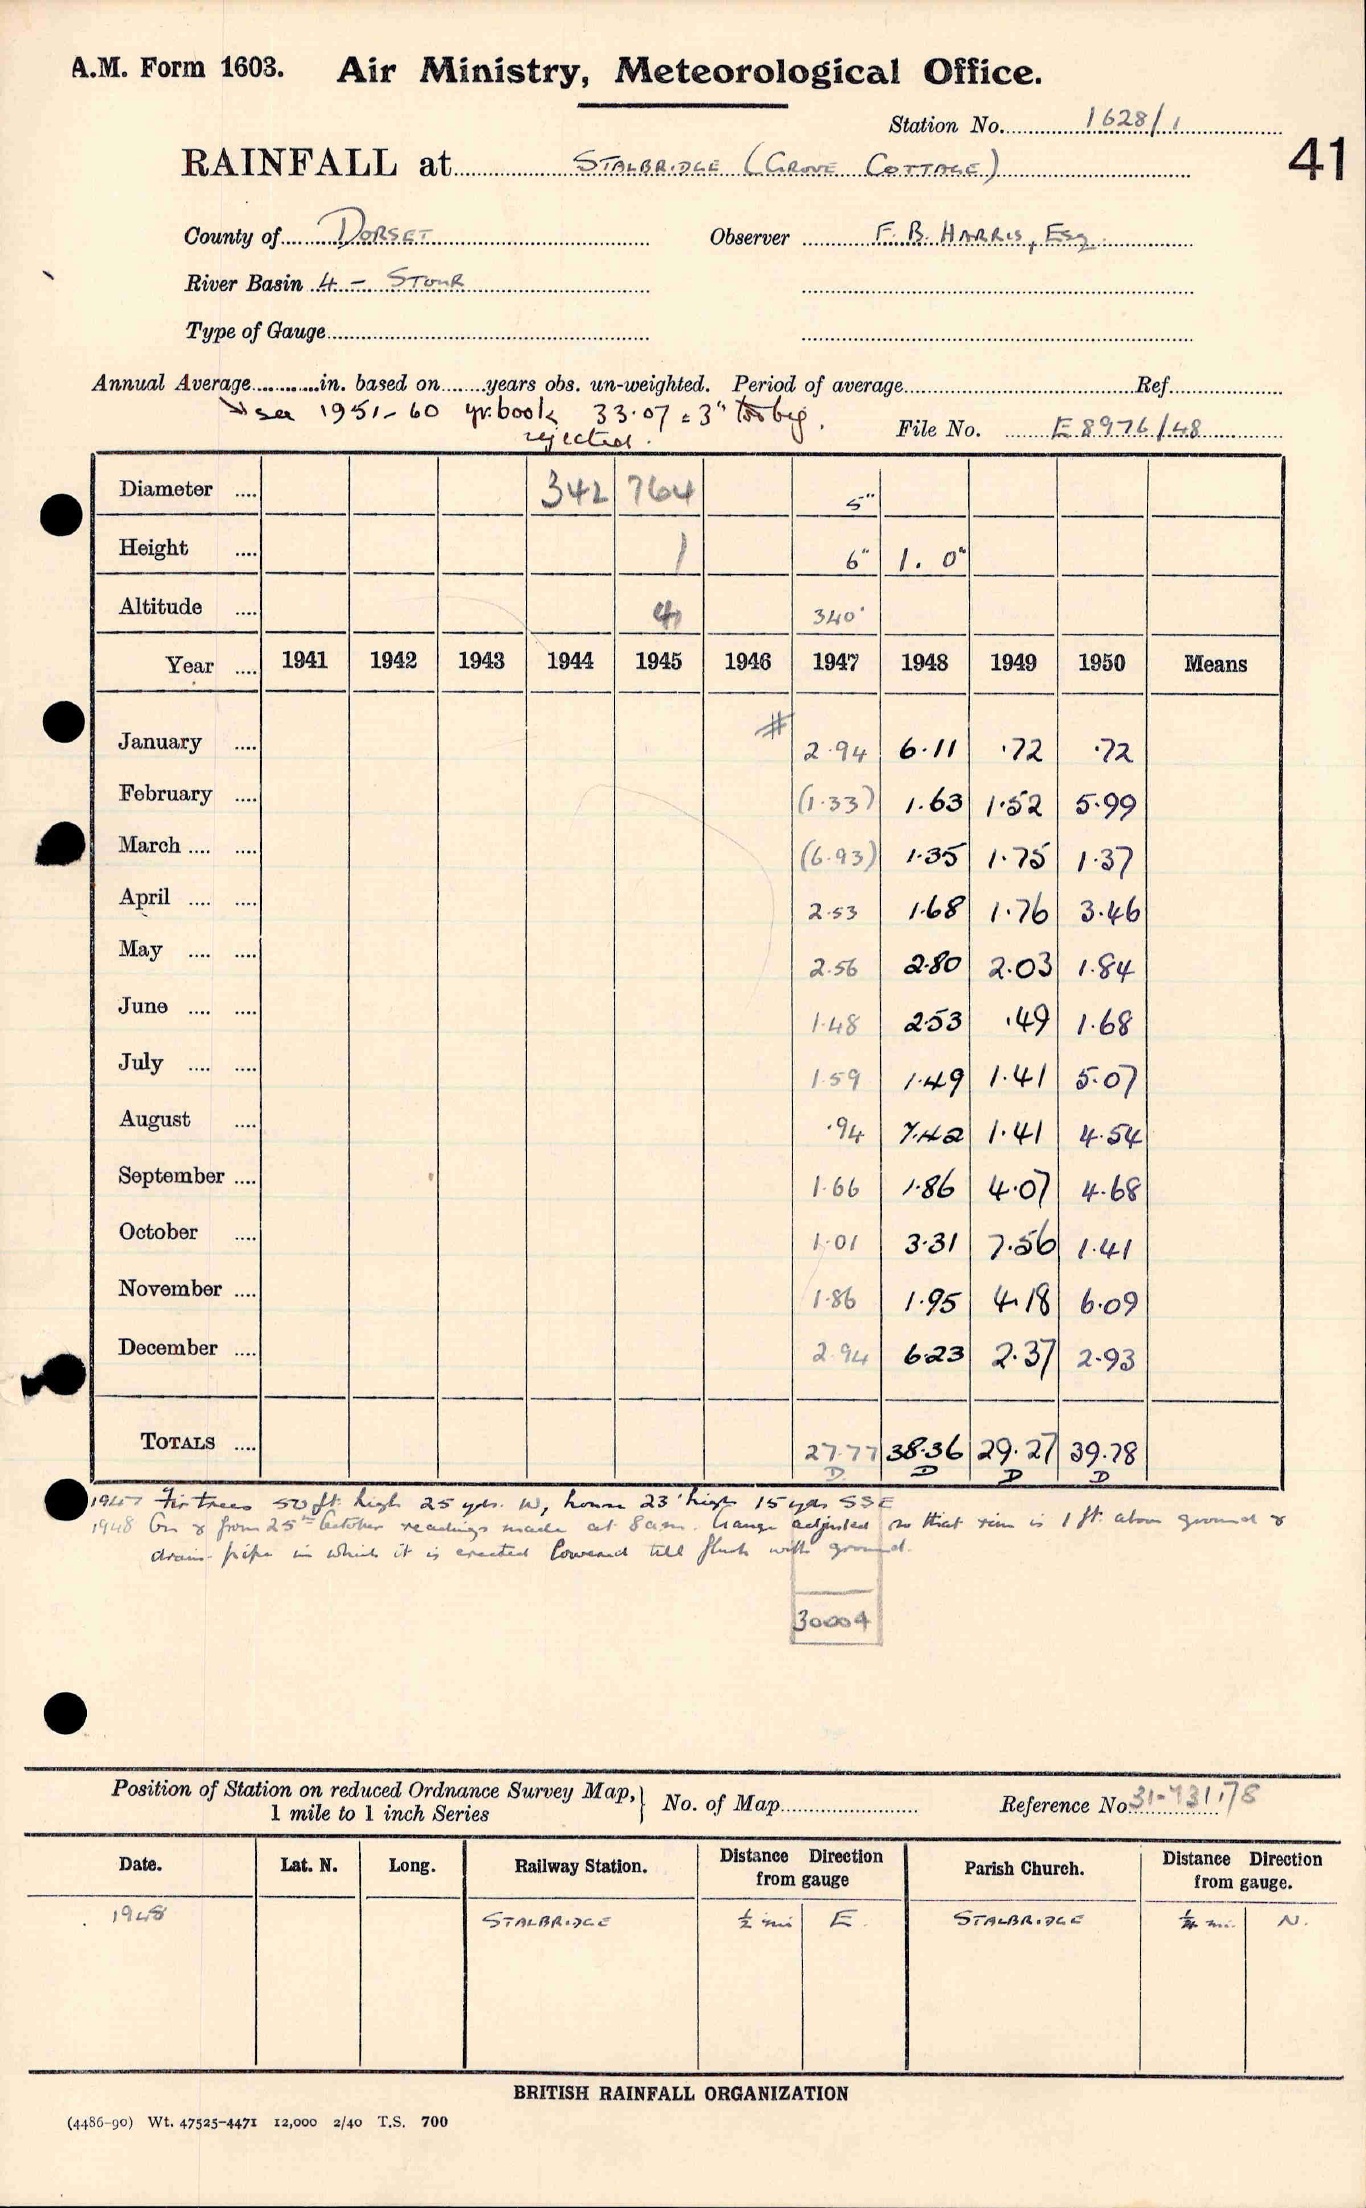 A.M. Form 1603. Air Ministry, Meteorological Office.
Station No. 1628/1
RAINFALL at STALBRIDGE (GROVE COTTAGE) 41
County of DORSET Observer F. B. HARRIS, Esq.
River Basin 4 - STOUR
Type of Gauge
Annual Average in. based on years obs. un-weighted. Period of average Ref
see 1951-60 yr. book 33.07 = 3" too big.
rejected.
File No. E8976/48
Diameter 342 764 5"
Height 1 6" 1. 0"
Altitude 340'
Year 1941 1942 1943 1944 1945 1946 1947 1948 1949 1950 Means
January # 2.94 6.11 .72 .72
February (1.33) 1.63 1.52 5.99
March (6.93) 1.35 1.75 1.37
April 2.53 1.68 1.76 3.46
May 2.56 2.80 2.03 1.84
June 1.48 2.53 .49 1.68
July 1.59 1.49 1.41 5.07
August .94 7.42 1.41 4.54
September 1.66 1.86 4.07 4.68
October 1.01 3.31 7.56 1.41
November 1.86 1.95 4.18 6.09
December 2.94 6.23 2.37 2.93
TOTALS 27.77 38.36 29.27 39.78
D D D D
1947 Fir trees 50 ft. high 25 yds. W, house 23' high 15 yds SSE
1948 On & from 25th October readings made at 8 a.m. Gauge adjusted so that rim is 1 ft. above ground &
drain-pipe in which it is erected lowered till flush with ground.
30004
Position of Station on reduced Ordnance Survey Map,
1 mile to 1 inch Series
No. of Map Reference No. 31-731.78
Date. Lat. N. Long. Railway Station. Distance Direction from gauge Parish Church. Distance Direction from gauge.
1948 STALBRIDGE ½ mi E. STALBRIDGE ¼ mi. N.
BRITISH RAINFALL ORGANIZATION
(4486-90) Wt. 47525-4471 12,000 2/40 T.S. 700